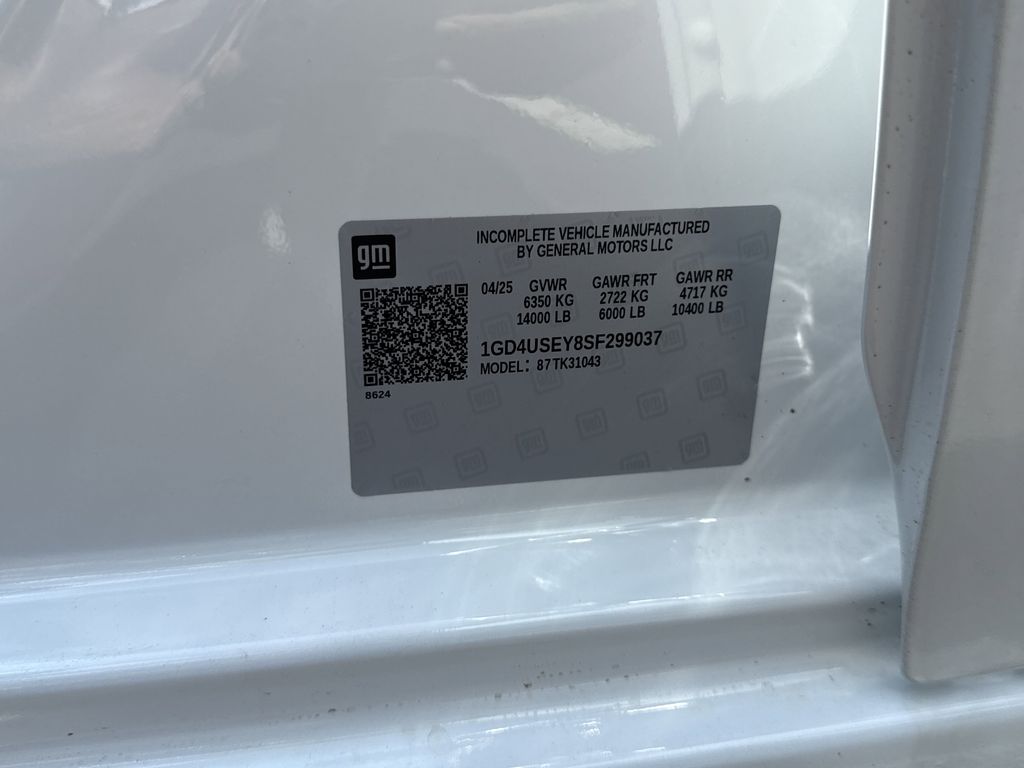 gm
INCOMPLETE VEHICLE MANUFACTURED
BY GENERAL MOTORS LLC
04/25 GVWR GAWR FRT GAWR RR
6350 KG 2722 KG 4717 KG
14000 LB 6000 LB 10400 LB
1GD4USEY8SF299037
MODEL: 87TK31043
8624